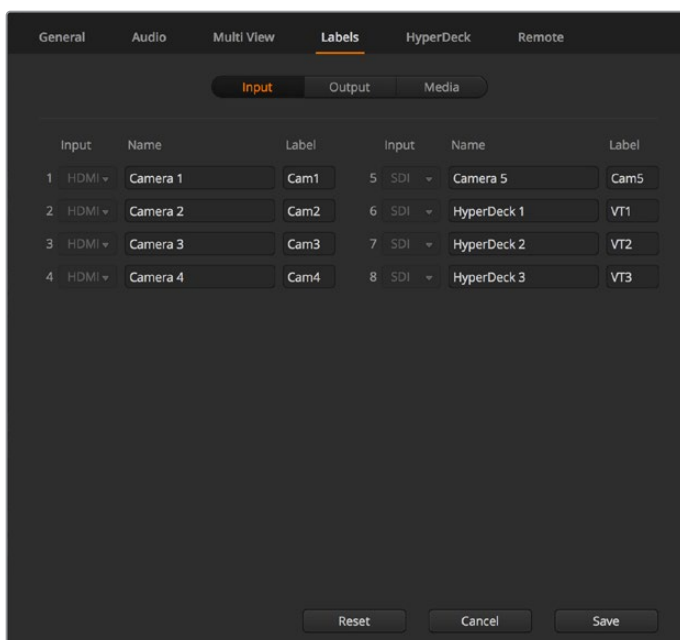 General Audio Multi View Labels HyperDeck Remote
Input Output Media
Input Name Label Input Name Label
1 HDMI Camera 1 Cam1 5 SDI Camera 5 Cam5
2 HDMI Camera 2 Cam2 6 SDI HyperDeck 1 VT1
3 HDMI Camera 3 Cam3 7 SDI HyperDeck 2 VT2
4 HDMI Camera 4 Cam4 8 SDI HyperDeck 3 VT3
Reset Cancel Save